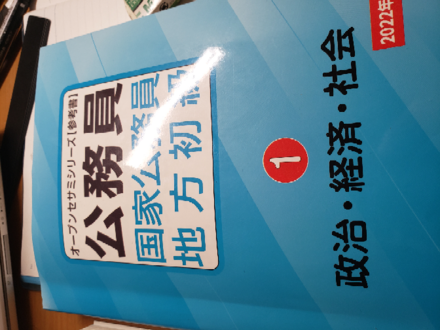 オープンセサミシリーズ【参考書】
公務員
国家公務員
地方初級
1
政治・経済・社会
2022年